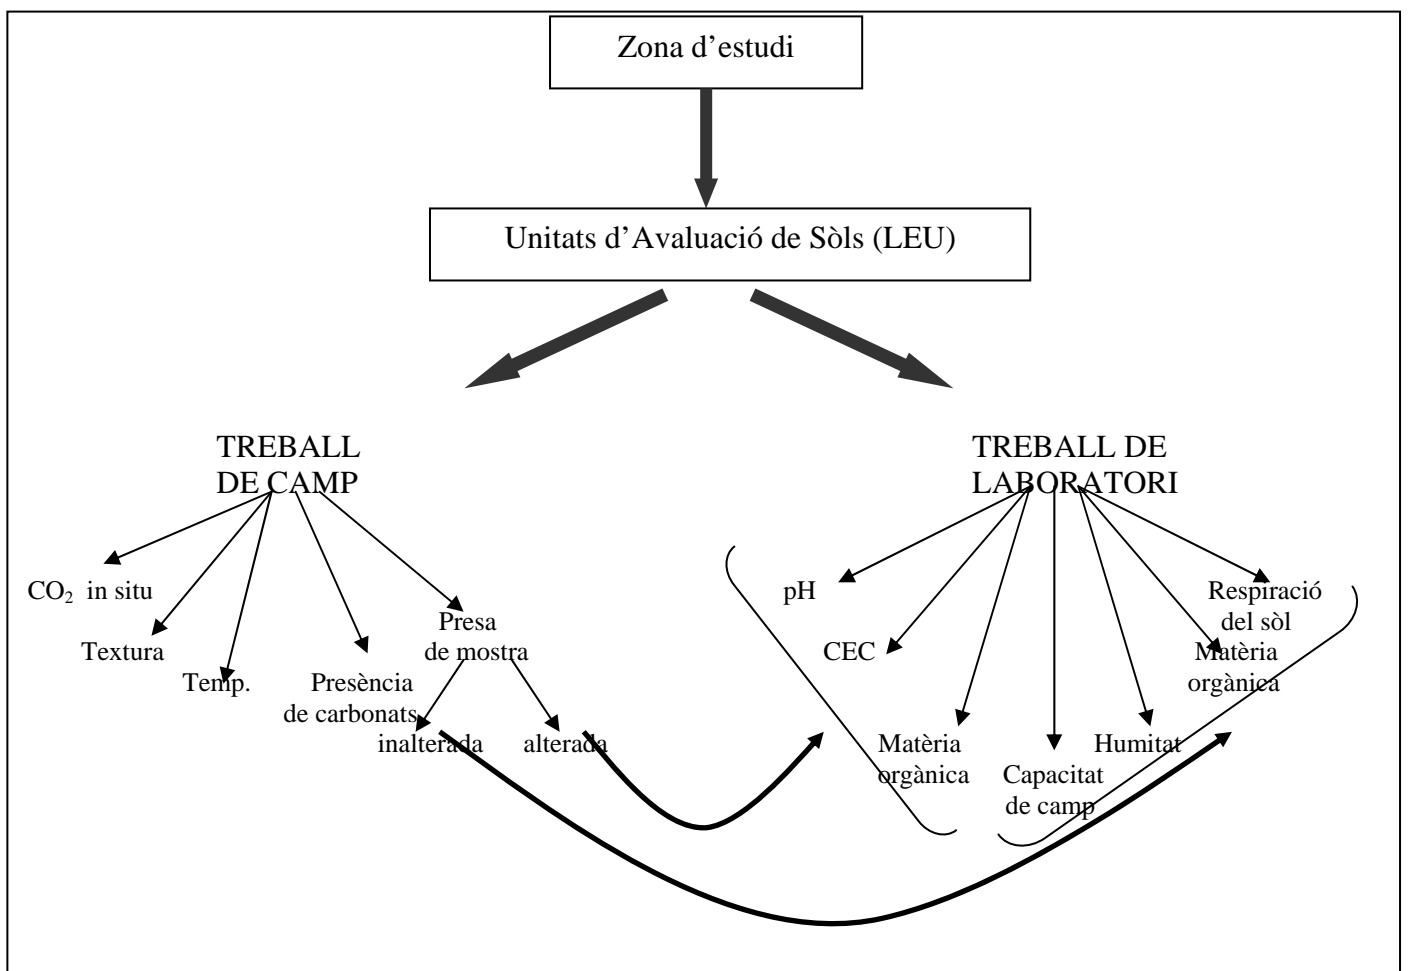 Zona d’estudi
Unitats d’Avaluació de Sòls (LEU)
TREBALL
DE CAMP
CO₂ in situ
Textura
Temp.
Presència
de carbonats
Presa
de mostra
inalterada
alterada
TREBALL DE
LABORATORI
pH
CEC
Matèria
orgànica
Capacitat
de camp
Humitat
Matèria
orgànica
Respiració
del sòl